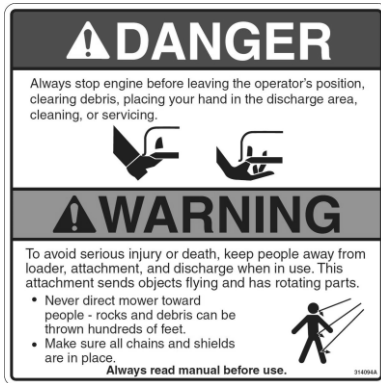 DANGER
Always stop engine before leaving the operator's position,
clearing debris, placing your hand in the discharge area,
cleaning, or servicing.
WARNING
To avoid serious injury or death, keep people away from
loader, attachment, and discharge when in use. This
attachment sends objects flying and has rotating parts.
• Never direct mower toward
people - rocks and debris can be
thrown hundreds of feet.
• Make sure all chains and shields
are in place.
Always read manual before use.
314094A